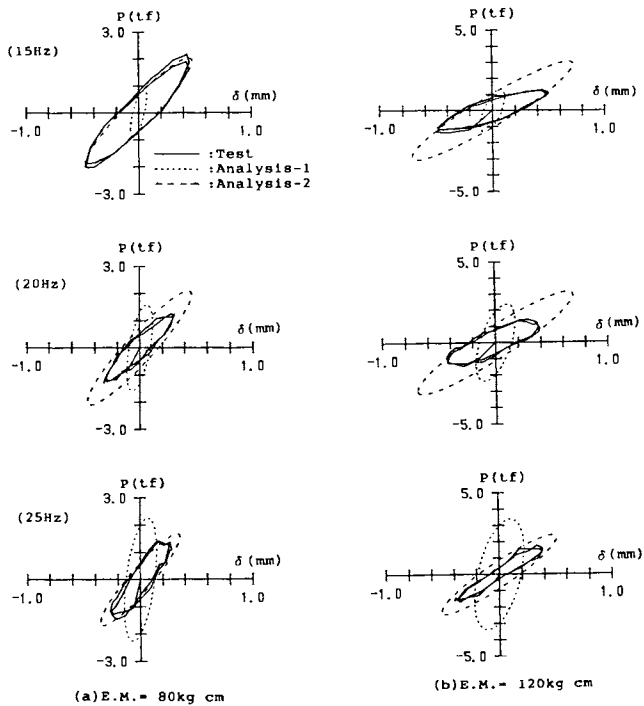 P(tf)
3.0
(15Hz)
δ(mm)
-1.0
1.0
-3.0
:Test
:Analysis-1
:Analysis-2
P(tf)
5.0
δ(mm)
-1.0
1.0
-5.0
P(tf)
3.0
(20Hz)
δ(mm)
-1.0
1.0
-3.0
P(tf)
5.0
δ(mm)
-1.0
1.0
-5.0
P(tf)
3.0
(25Hz)
δ(mm)
-1.0
1.0
-3.0
P(tf)
5.0
δ(mm)
-1.0
1.0
-5.0
(a)E.M.= 80kg cm
(b)E.M.= 120kg cm